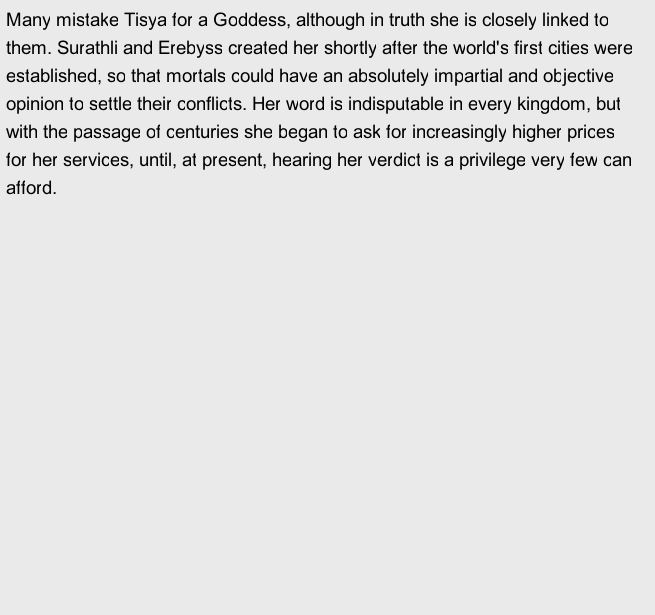 Many mistake Tisya for a Goddess, although in truth she is closely linked to
them. Surathli and Erebyss created her shortly after the world's first cities were
established, so that mortals could have an absolutely impartial and objective
opinion to settle their conflicts. Her word is indisputable in every kingdom, but
with the passage of centuries she began to ask for increasingly higher prices
for her services, until, at present, hearing her verdict is a privilege very few can
afford.